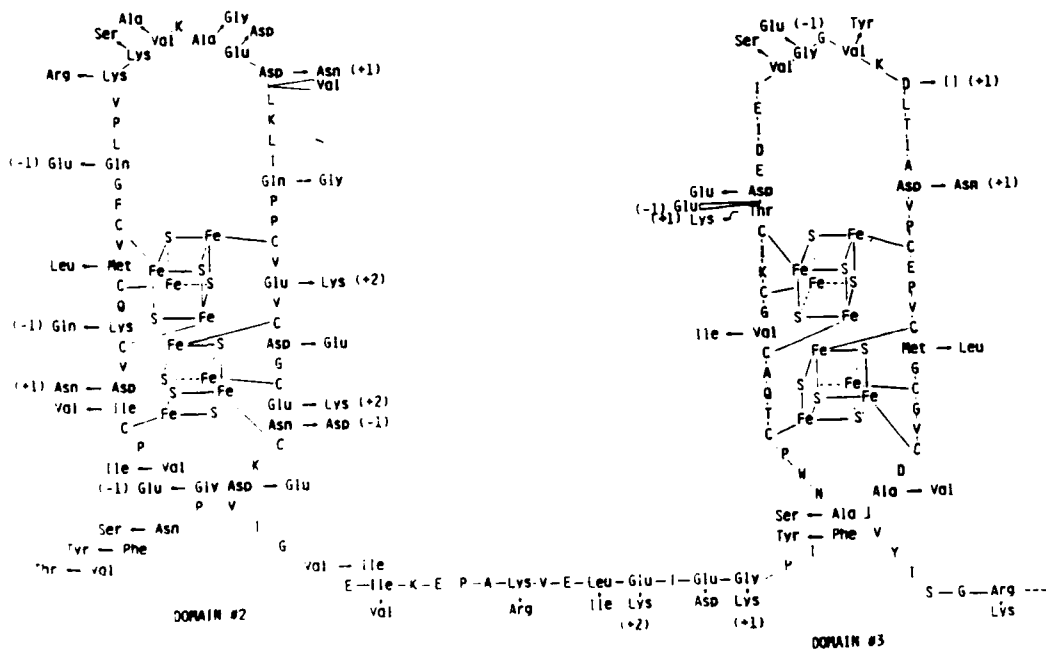 Ala K Gly
Ser Val Ala Asp
Lys Glu
Arg ← Lys Asp → Asn (+1)
Val
V L
P K
L L
I
(-1) Glu ← Gln Gln → Gly
G P
F P
C C
V V
Leu ← Met Glu → Lys (+2)
C V
Q C
(-1) Gln ← Lys Asp → Glu
C G
V C
(+1) Asn ← Asp Glu → Lys (+2)
Val ← Ile Asn → Asp (-1)
C C
P K
Ile ← Val
(-1) Glu ← Gly Asp → Glu
P V
Ser ← Asn I
Tyr ← Phe G
Thr ← Val
Val → Ile
S Fe
Fe S
Fe S
S Fe
Fe S
S Fe
Fe
Fe S
E — Ile — K — E P — A — Lys — V — E — Leu — Glu — I — Glu — Gly
Val Arg Ile Lys Asp Lys
(+2) (+1)
DOMAIN #2
Glu (-1) Tyr
Ser Gly G Val
Val K
I D → (+1)
E L
I T
D I
E A
Glu ← Asp Asp → Asn (+1)
(-1) Glu
(+1) Lys Thr V
P
C C
I E
K P
C V
G C
Ile ← Val Met → Leu
C G
A C
Q G
T V
C C
P D
W Ala → Val
N
Ser ← Ala I
Tyr ← Phe V
I Y
P I
S Fe
Fe S
Fe S
S Fe
Fe S
S Fe
S Fe
Fe S
S — G — Arg ---
Lys
DOMAIN #3